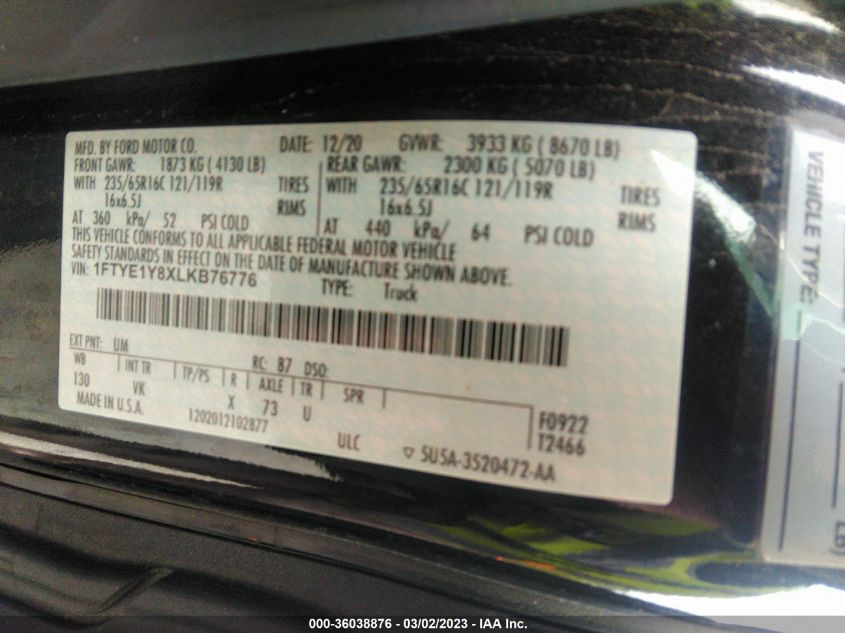 MFD. BY FORD MOTOR CO. DATE: 12/20 GVWR: 3933 KG ( 8670 LB)
FRONT GAWR: 1873 KG ( 4130 LB) REAR GAWR: 2300 KG ( 5070 LB)
WITH 235/65R16C 121/119R TIRES WITH 235/65R16C 121/119R TIRES
16x6.5J RIMS 16x6.5J RIMS
AT 360 kPa/ 52 PSI COLD AT 440 kPa/ 64 PSI COLD
THIS VEHICLE CONFORMS TO ALL APPLICABLE FEDERAL MOTOR VEHICLE
SAFETY STANDARDS IN EFFECT ON THE DATE OF MANUFACTURE SHOWN ABOVE.
VIN: 1FTYE1Y8XLKB76776 TYPE: Truck
EXT PNT: UM RC: 87 DSO:
WB INT TR TP/PS R AXLE TR SPR
130 VK X 73 U
F0922
T2466
MADE IN U.S.A. 1202012102877 ULC 5U5A-3520472-AA
VEHICLE TYPE:
LB)
000-36038876 - 03/02/2023 - IAA Inc.